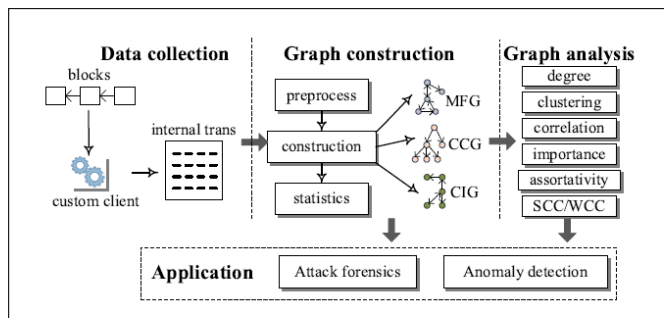 Data collection
blocks
custom client
internal trans
Graph construction
preprocess
construction
statistics
MFG
CCG
CIG
Graph analysis
degree
clustering
correlation
importance
assortativity
SCC/WCC
Application
Attack forensics
Anomaly detection